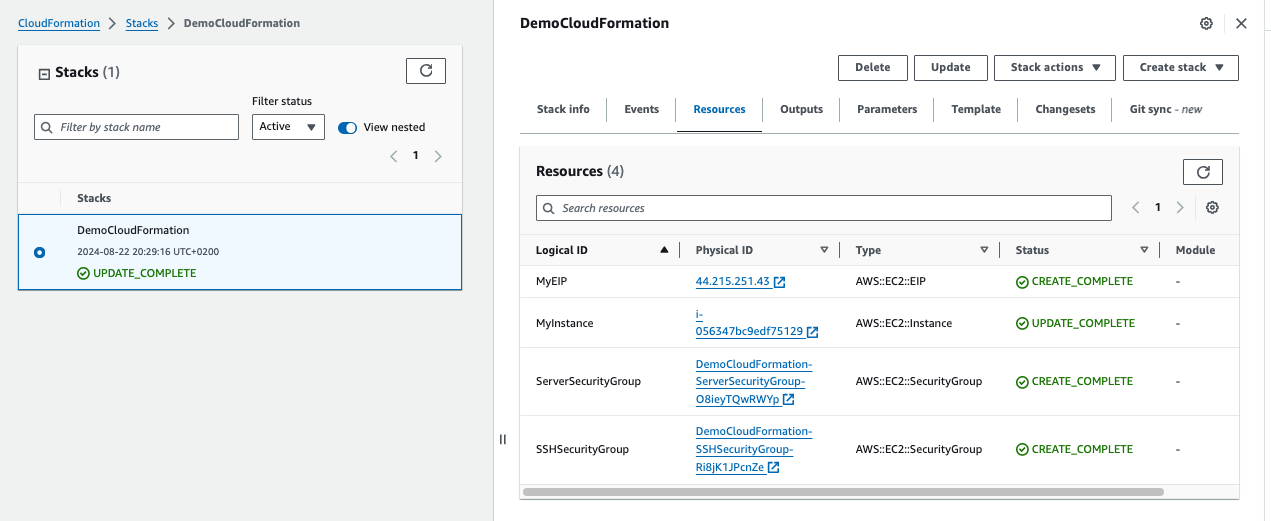 CloudFormation > Stacks > DemoCloudFormation
Stacks (1)
Filter status
Filter by stack name
Active
View nested
1
Stacks
DemoCloudFormation
2024-08-22 20:29:16 UTC+0200
UPDATE_COMPLETE
DemoCloudFormation
Delete Update Stack actions Create stack
Stack info Events Resources Outputs Parameters Template Changesets Git sync - new
Resources (4)
Search resources
1
Logical ID Physical ID Type Status Module
MyEIP 44.215.251.43 AWS::EC2::EIP CREATE_COMPLETE -
MyInstance i-
056347bc9edf75129 AWS::EC2::Instance UPDATE_COMPLETE -
DemoCloudFormation-
ServerSecurityGroup ServerSecurityGroup- AWS::EC2::SecurityGroup CREATE_COMPLETE -
O8ieyTQwRWYp
DemoCloudFormation-
SSHSecurityGroup SSHSecurityGroup- AWS::EC2::SecurityGroup CREATE_COMPLETE -
Ri8jK1JPcnZe